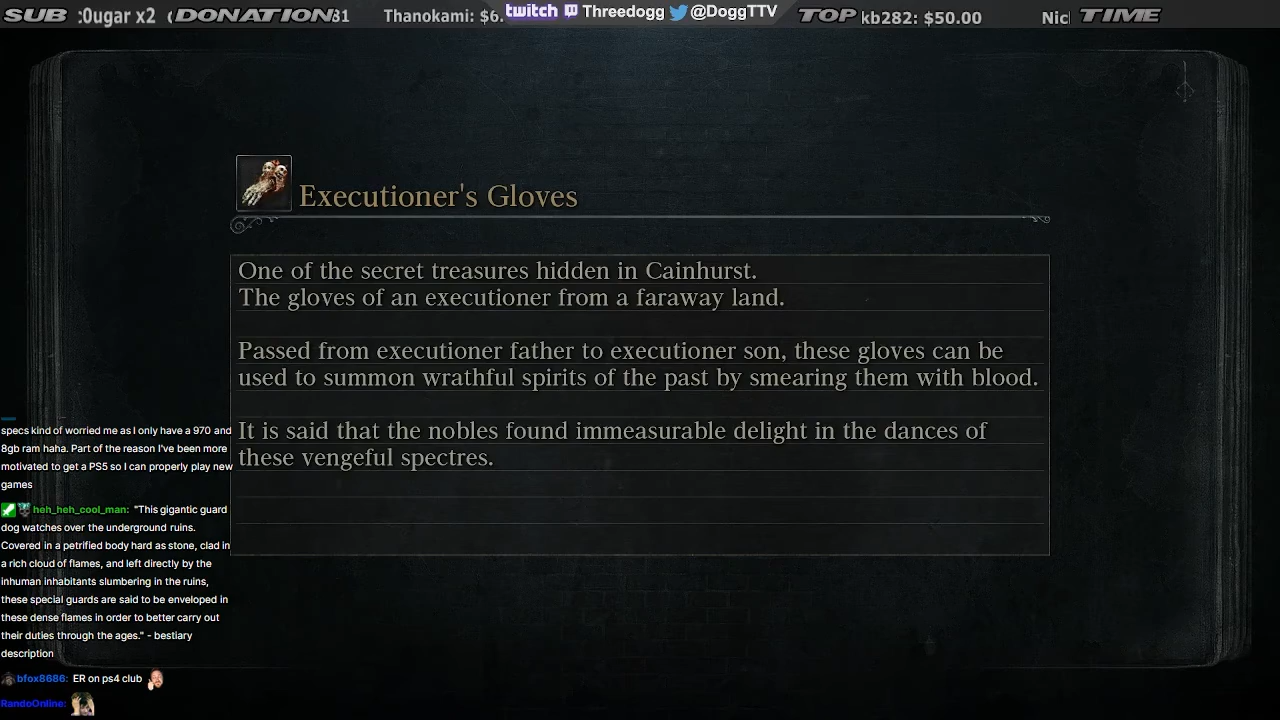 SUB :0ugar x2 DONATION 31 Thanokami: $6. twitch Threedogg @DoggTTV TOP kb282: $50.00 Nic TIME
Executioner's Gloves
One of the secret treasures hidden in Cainhurst.
The gloves of an executioner from a faraway land.
Passed from executioner father to executioner son, these gloves can be
used to summon wrathful spirits of the past by smearing them with blood.
It is said that the nobles found immeasurable delight in the dances of
these vengeful spectres.
specs kind of worried me as I only have a 970 and
8gb ram haha. Part of the reason I've been more
motivated to get a PS5 so I can properly play new
games
heh_heh_cool_man: "This gigantic guard
dog watches over the underground ruins.
Covered in a petrified body hard as stone, clad in
a rich cloud of flames, and left directly by the
inhuman inhabitants slumbering in the ruins,
these special guards are said to be enveloped in
these dense flames in order to better carry out
their duties through the ages." - bestiary
description
bfox8686: ER on ps4 club
RandoOnline: